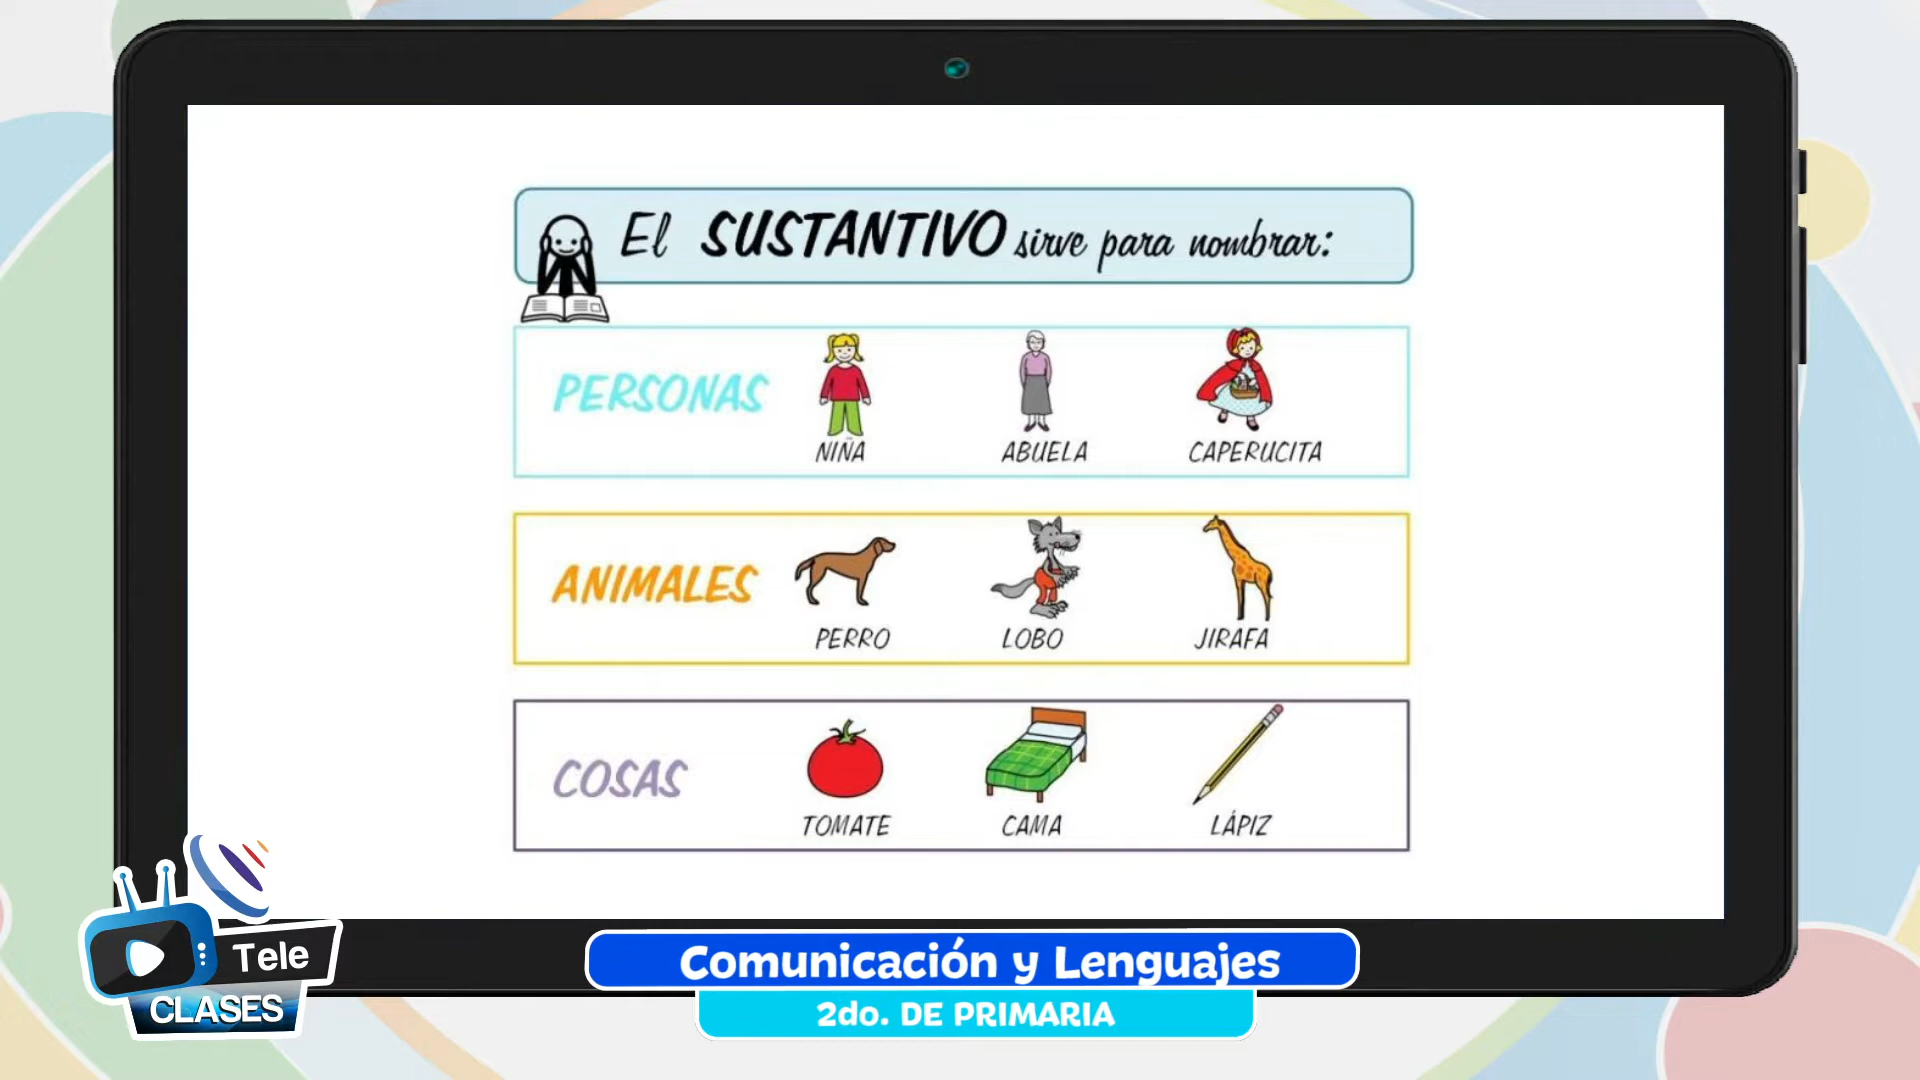 El SUSTANTIVO sirve para nombrar:
PERSONAS
NIÑA ABUELA CAPERUCITA
ANIMALES
PERRO LOBO JIRAFA
COSAS
TOMATE CAMA LÁPIZ
Tele
CLASES
Comunicación y Lenguajes
2do. DE PRIMARIA